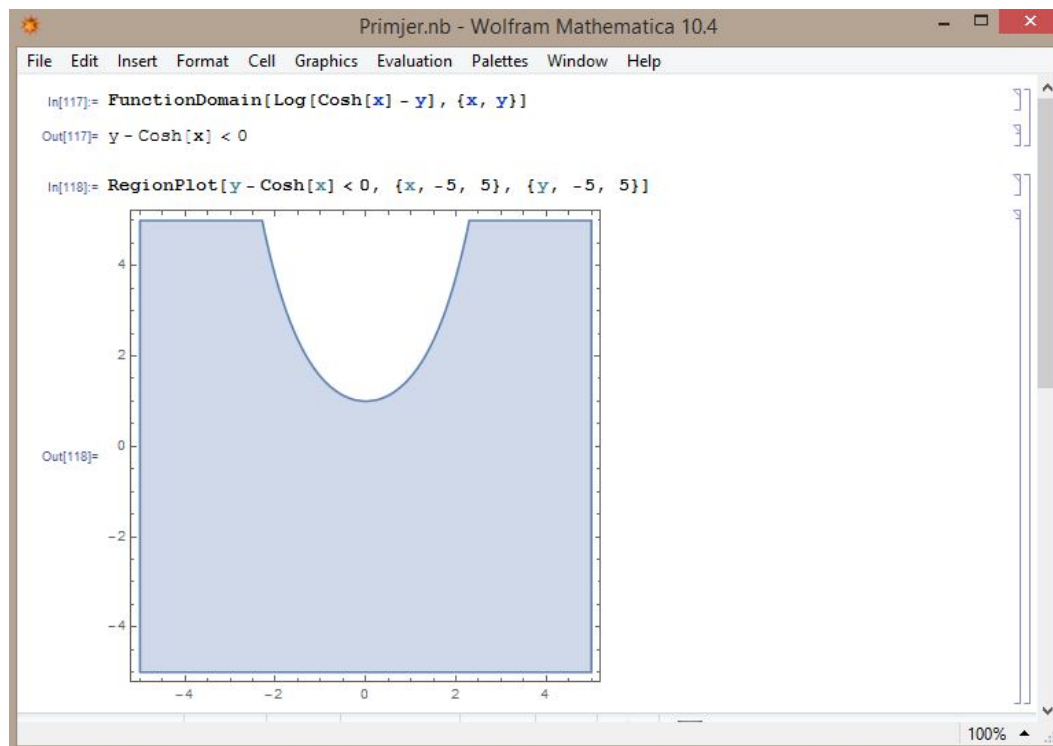 Primjer.nb - Wolfram Mathematica 10.4
File Edit Insert Format Cell Graphics Evaluation Palettes Window Help
In[117]:= FunctionDomain[Log[Cosh[x] - y], {x, y}]
Out[117]= y - Cosh[x] < 0
In[118]:= RegionPlot[y - Cosh[x] < 0, {x, -5, 5}, {y, -5, 5}]
4
2
Out[118]= 0
-2
-4
-4 -2 0 2 4
100%